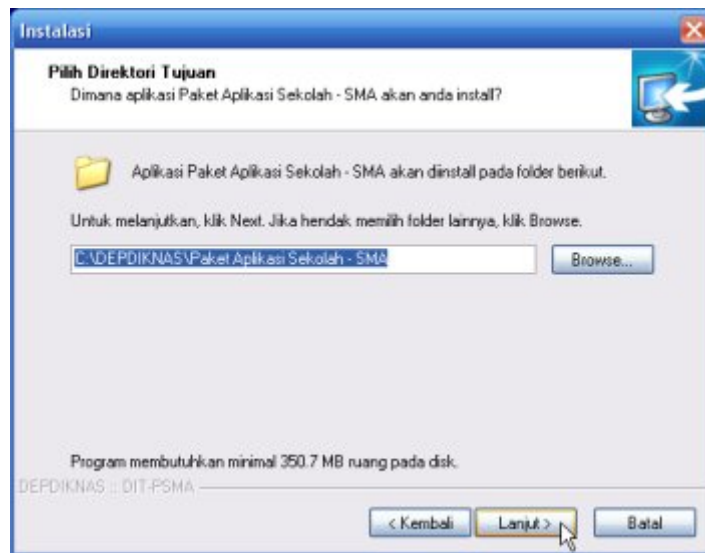 Instalasi
Pilih Direktori Tujuan
Dimana aplikasi Paket Aplikasi Sekolah - SMA akan anda install?
Aplikasi Paket Aplikasi Sekolah - SMA akan diinstall pada folder berikut.
Untuk melanjutkan, klik Next. Jika hendak memilih folder lainnya, klik Browse.
C:\DEPDIKNAS\Paket Aplikasi Sekolah - SMA
Browse...
Program membutuhkan minimal 350.7 MB ruang pada disk.
DEPDIKNAS :: DIT-PSMA
< Kembali
Lanjut >
Batal